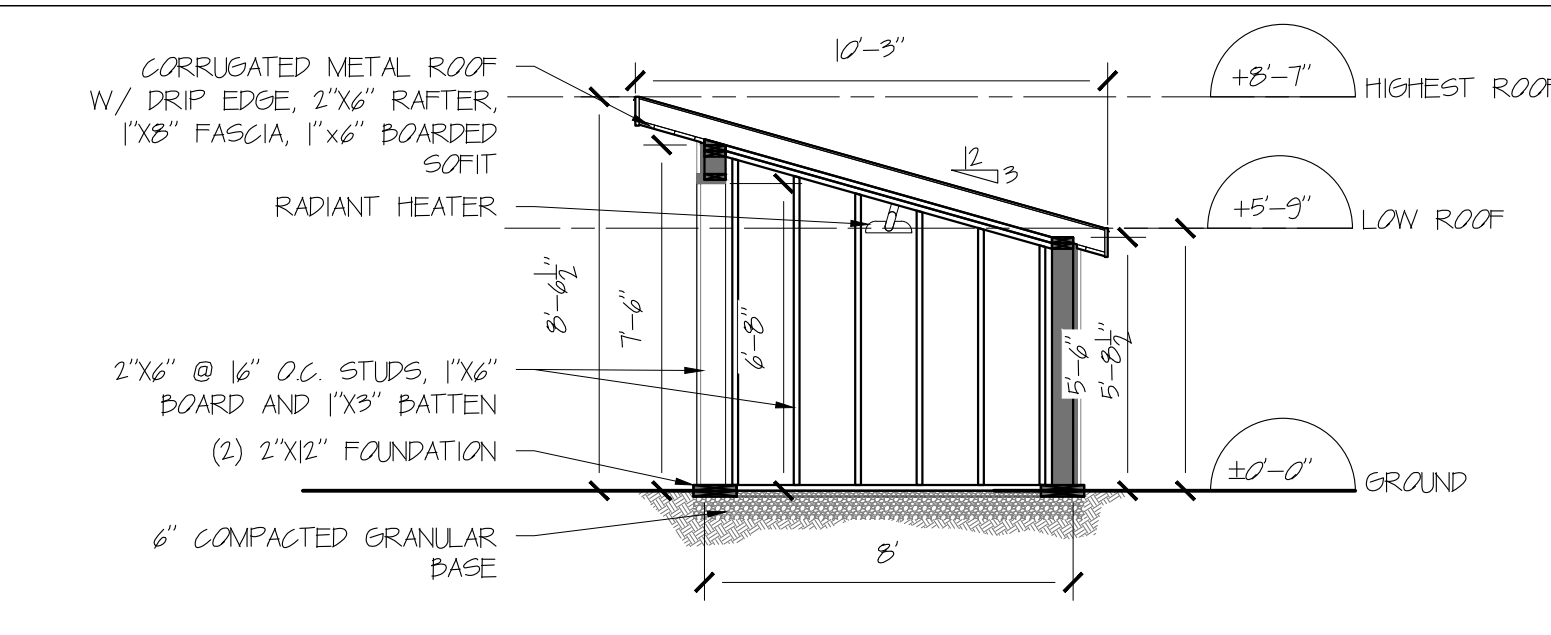 10'-3"
CORRUGATED METAL ROOF
W/ DRIP EDGE, 2"X6" RAFTER,
1"X8" FASCIA, 1"x6" BOARDED
SOFIT
+8'-7"
HIGHEST ROOF
12
3
RADIANT HEATER
+5'-9"
LOW ROOF
8'-6 1/2"
7'-6"
6'-8"
5'-6"
5'-8 1/2"
2"X6" @ 16" O.C. STUDS, 1"X6"
BOARD AND 1"X3" BATTEN
(2) 2"X12" FOUNDATION
±0'-0"
GROUND
6" COMPACTED GRANULAR
BASE
8'